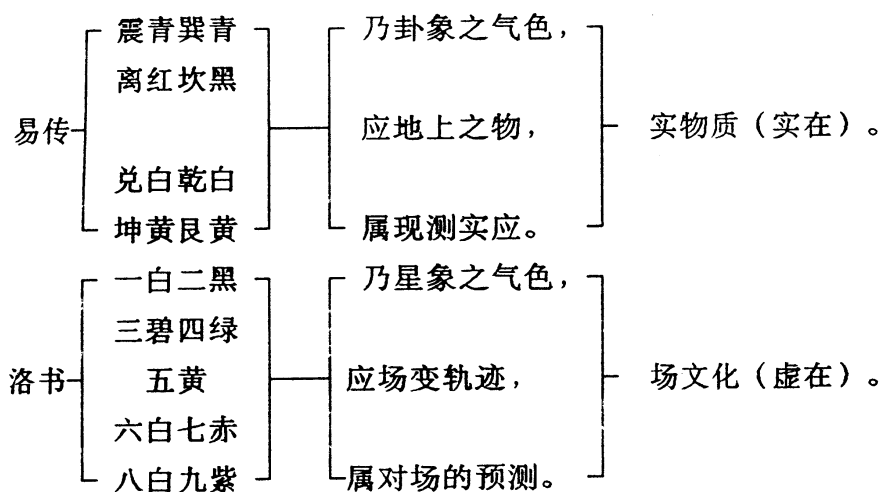 震青巽青
离红坎黑
易传
兑白乾白
坤黄艮黄
乃卦象之气色，
应地上之物，
属现测实应。
实物质（实在）。
一白二黑
三碧四绿
洛书
五黄
六白七赤
八白九紫
乃星象之气色，
应场变轨迹，
属对场的预测。
场文化（虚在）。